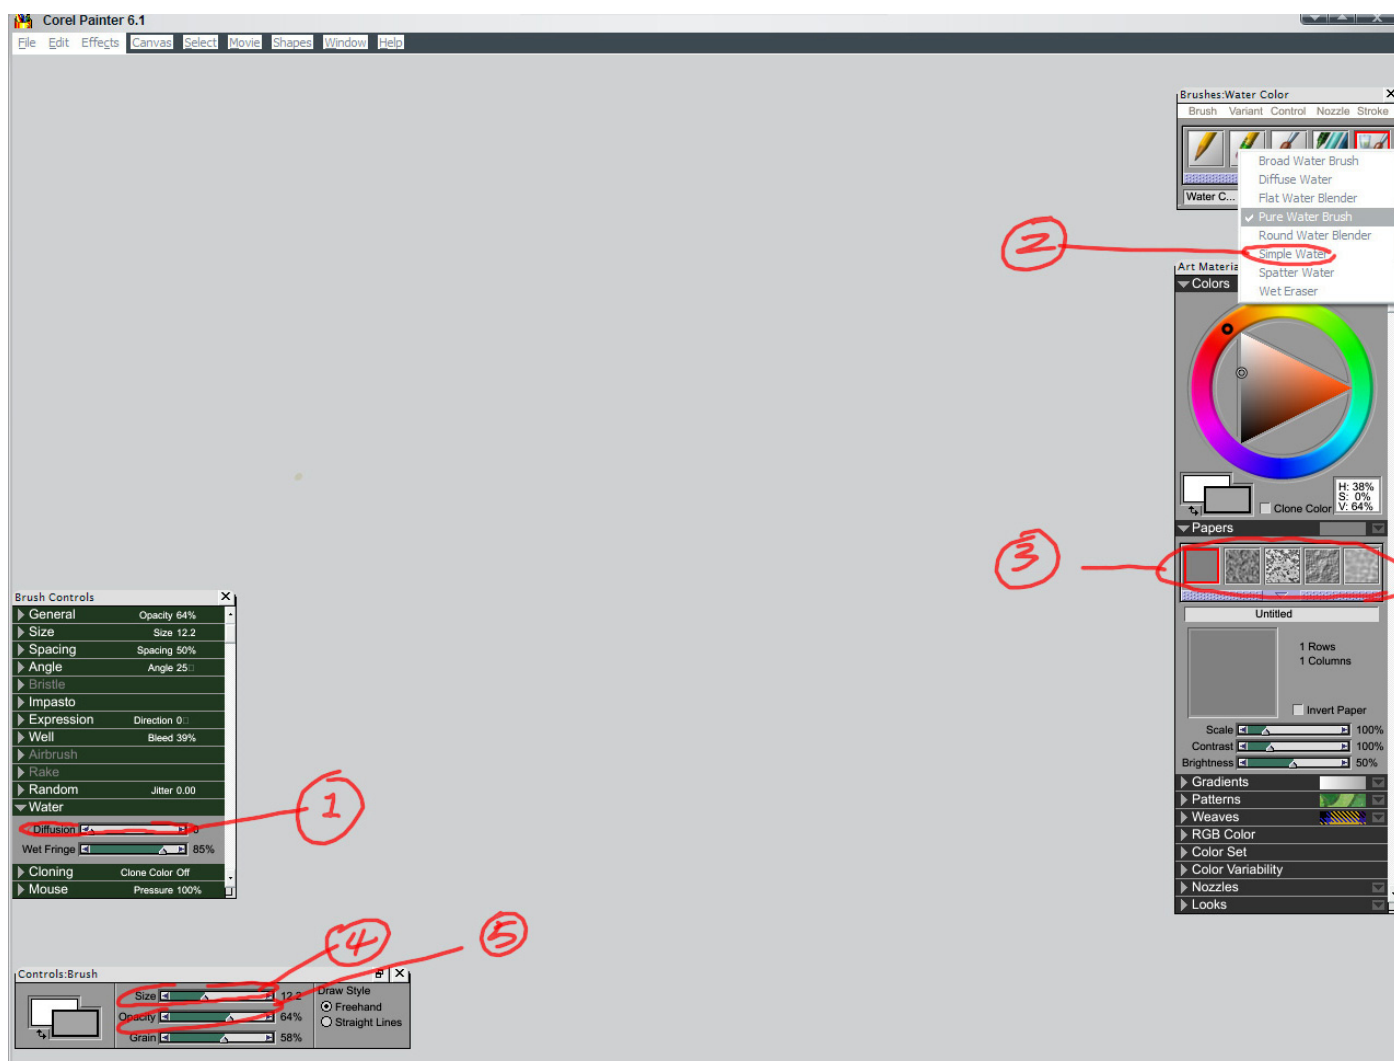 Corel Painter 6.1
File Edit Effects Canvas Select Movie Shapes Window Help
Brushes:Water Color
Brush Variant Control Nozzle Stroke
Water C...
Broad Water Brush
Diffuse Water
Flat Water Blender
Pure Water Brush
Round Water Blender
Simple Water
Spatter Water
Wet Eraser
2
Art Materia
Colors
H: 38%
S: 0%
V: 64%
Clone Color
Papers
3
Untitled
1 Rows
1 Columns
Invert Paper
Scale 100%
Contrast 100%
Brightness 50%
Gradients
Patterns
Weaves
RGB Color
Color Set
Color Variability
Nozzles
Looks
Brush Controls
General Opacity 64%
Size Size 12.2
Spacing Spacing 50%
Angle Angle 25
Bristle
Impasto
Expression Direction 0
Well Bleed 39%
Airbrush
Rake
Random Jitter 0.00
Water
1
Diffusion 0
Wet Fringe 85%
Cloning Clone Color Off
Mouse Pressure 100%
4
5
Controls:Brush
Size 12.2
Opacity 64%
Grain 58%
Draw Style
Freehand
Straight Lines